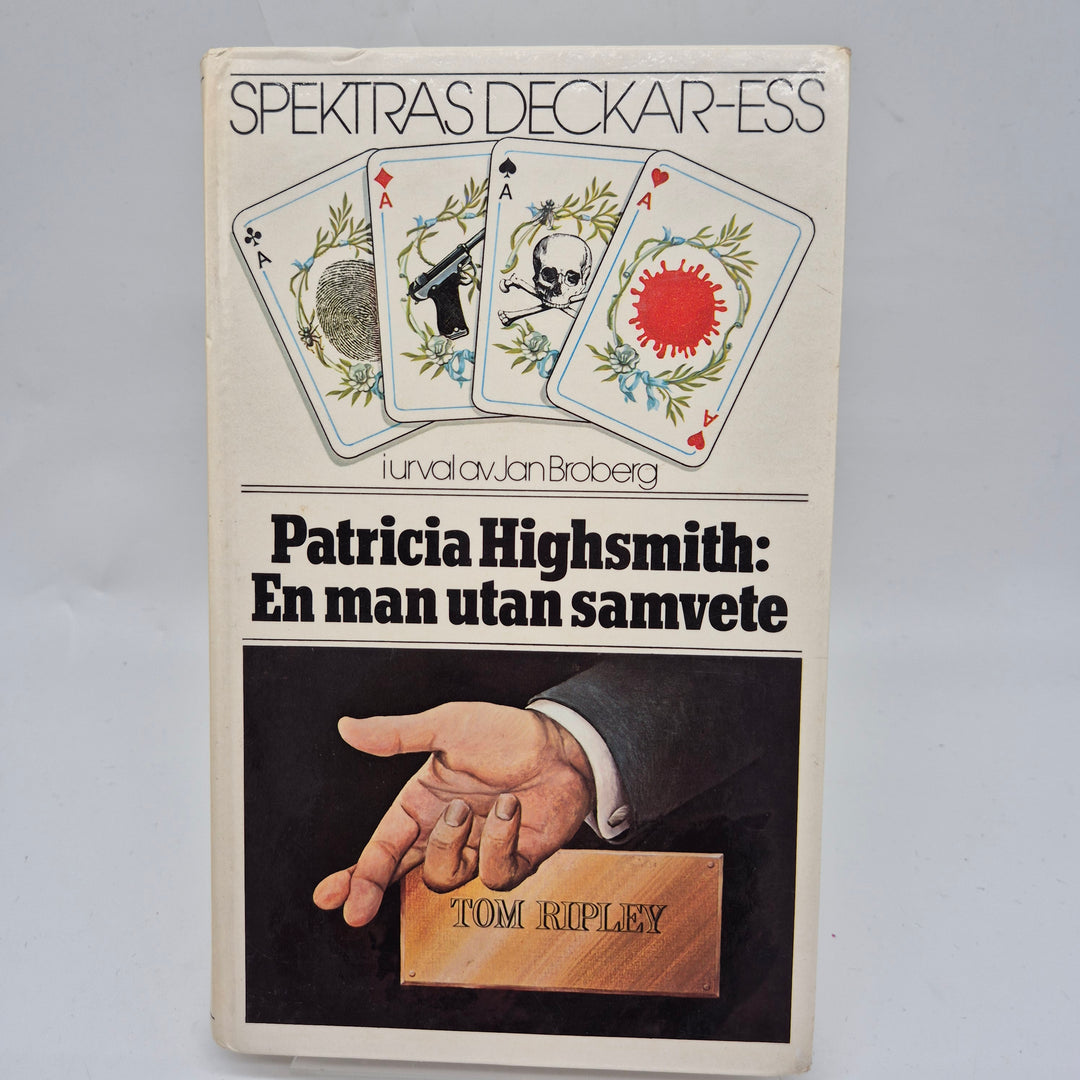 SPEKTRAS DECKAR-ESS
A
A
A
A
A
i urval av Jan Broberg
Patricia Highsmith:
En man utan samvete
TOM RIPLEY